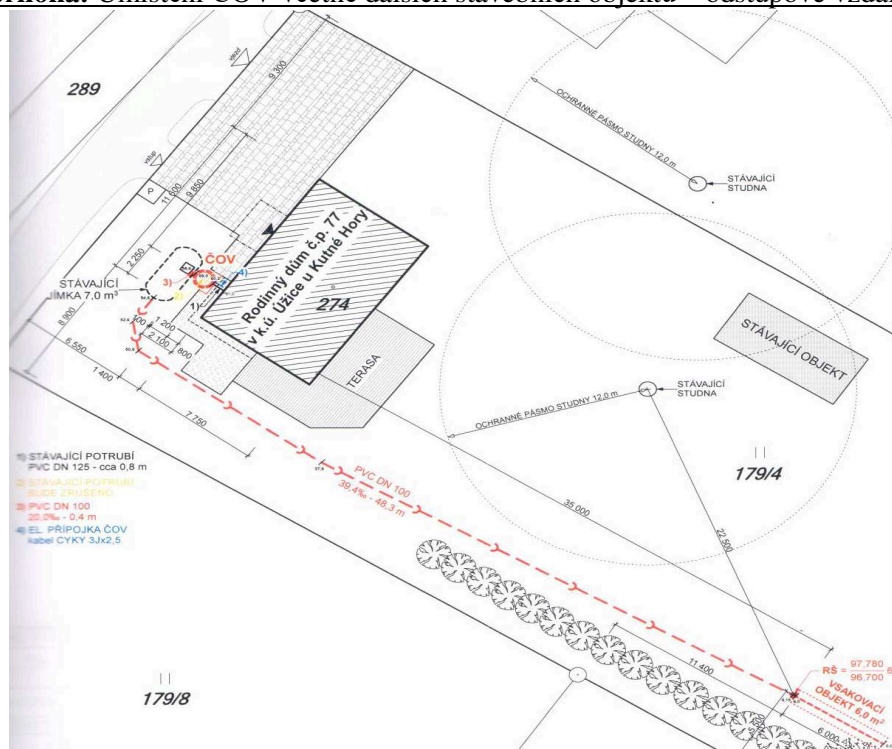 Umístění ČOV včetně dalších stavebních objektů – odstupové vzdál
289
vjezd
vstup
P
9,300
11,600
9,850
2,250
OCHRANNÉ PÁSMO STUDNY 12,0 m
STÁVAJÍCÍ
STUDNA
ČOV
STÁVAJÍCÍ
JÍMKA 7,0 m³
3)
4)
1)
Rodinný dům č.p. 77
v k.ú. Úžice u Kutné Hory
274
TERASA
STÁVAJÍCÍ OBJEKT
8,900
6,550
1,400
1,200
2,100
800
7,750
OCHRANNÉ PÁSMO STUDNY 12,0 m
STÁVAJÍCÍ
STUDNA
179/4
1) STÁVAJÍCÍ POTRUBÍ
PVC DN 125 - cca 0,8 m
2) STÁVAJÍCÍ POTRUBÍ
BUDE ZRUŠENO
3) PVC DN 100
20,0‰ - 0,4 m
4) EL. PŘÍPOJKA ČOV
kabel CYKY 3Jx2,5
PVC DN 100
39,4‰ - 48,3 m
35,000
22,500
11,400
RŠ = 97,780
96,700
VSAKOVACÍ
OBJEKT 6,0 m²
6,000
179/8